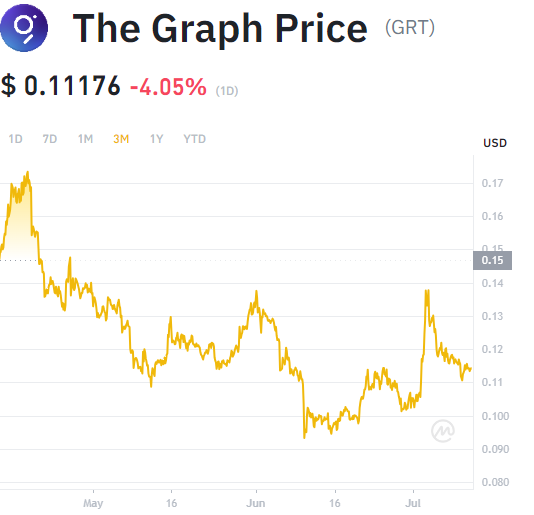 The Graph Price (GRT)
$ 0.11176 -4.05% (1D)
1D 7D 1M 3M 1Y YTD
USD
0.17
0.16
0.15
0.15
0.14
0.13
0.12
0.11
0.100
0.090
0.080
May 16 Jun 16 Jul